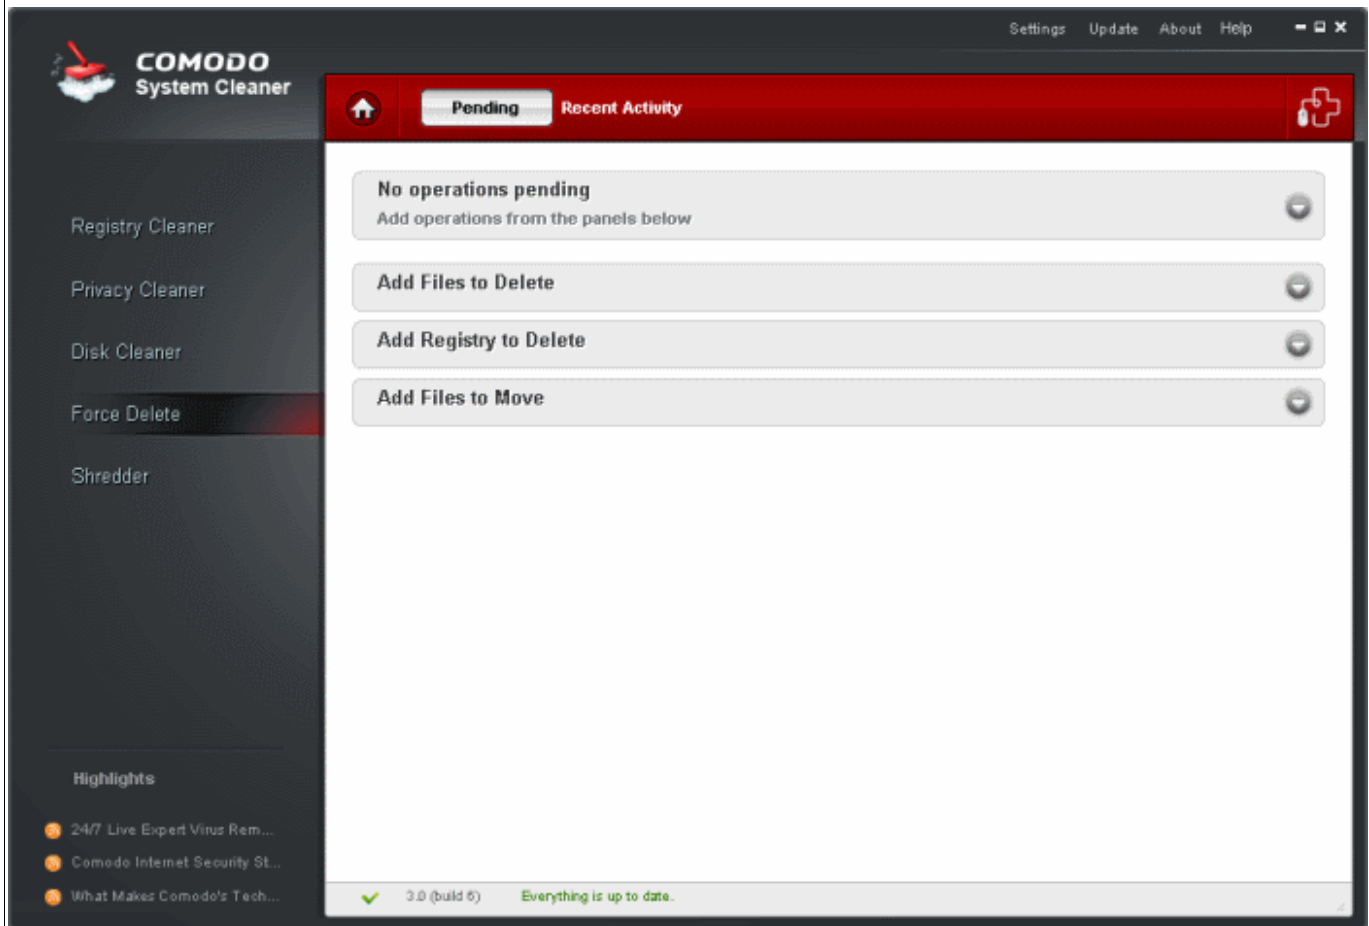 Settings Update About Help
COMODO
System Cleaner
Pending Recent Activity
Registry Cleaner
Privacy Cleaner
Disk Cleaner
Force Delete
Shredder
No operations pending
Add operations from the panels below
Add Files to Delete
Add Registry to Delete
Add Files to Move
Highlights
24/7 Live Expert Virus Rem...
Comodo Internet Security St...
What Makes Comodo's Tech...
3.0 (build 6) Everything is up to date.